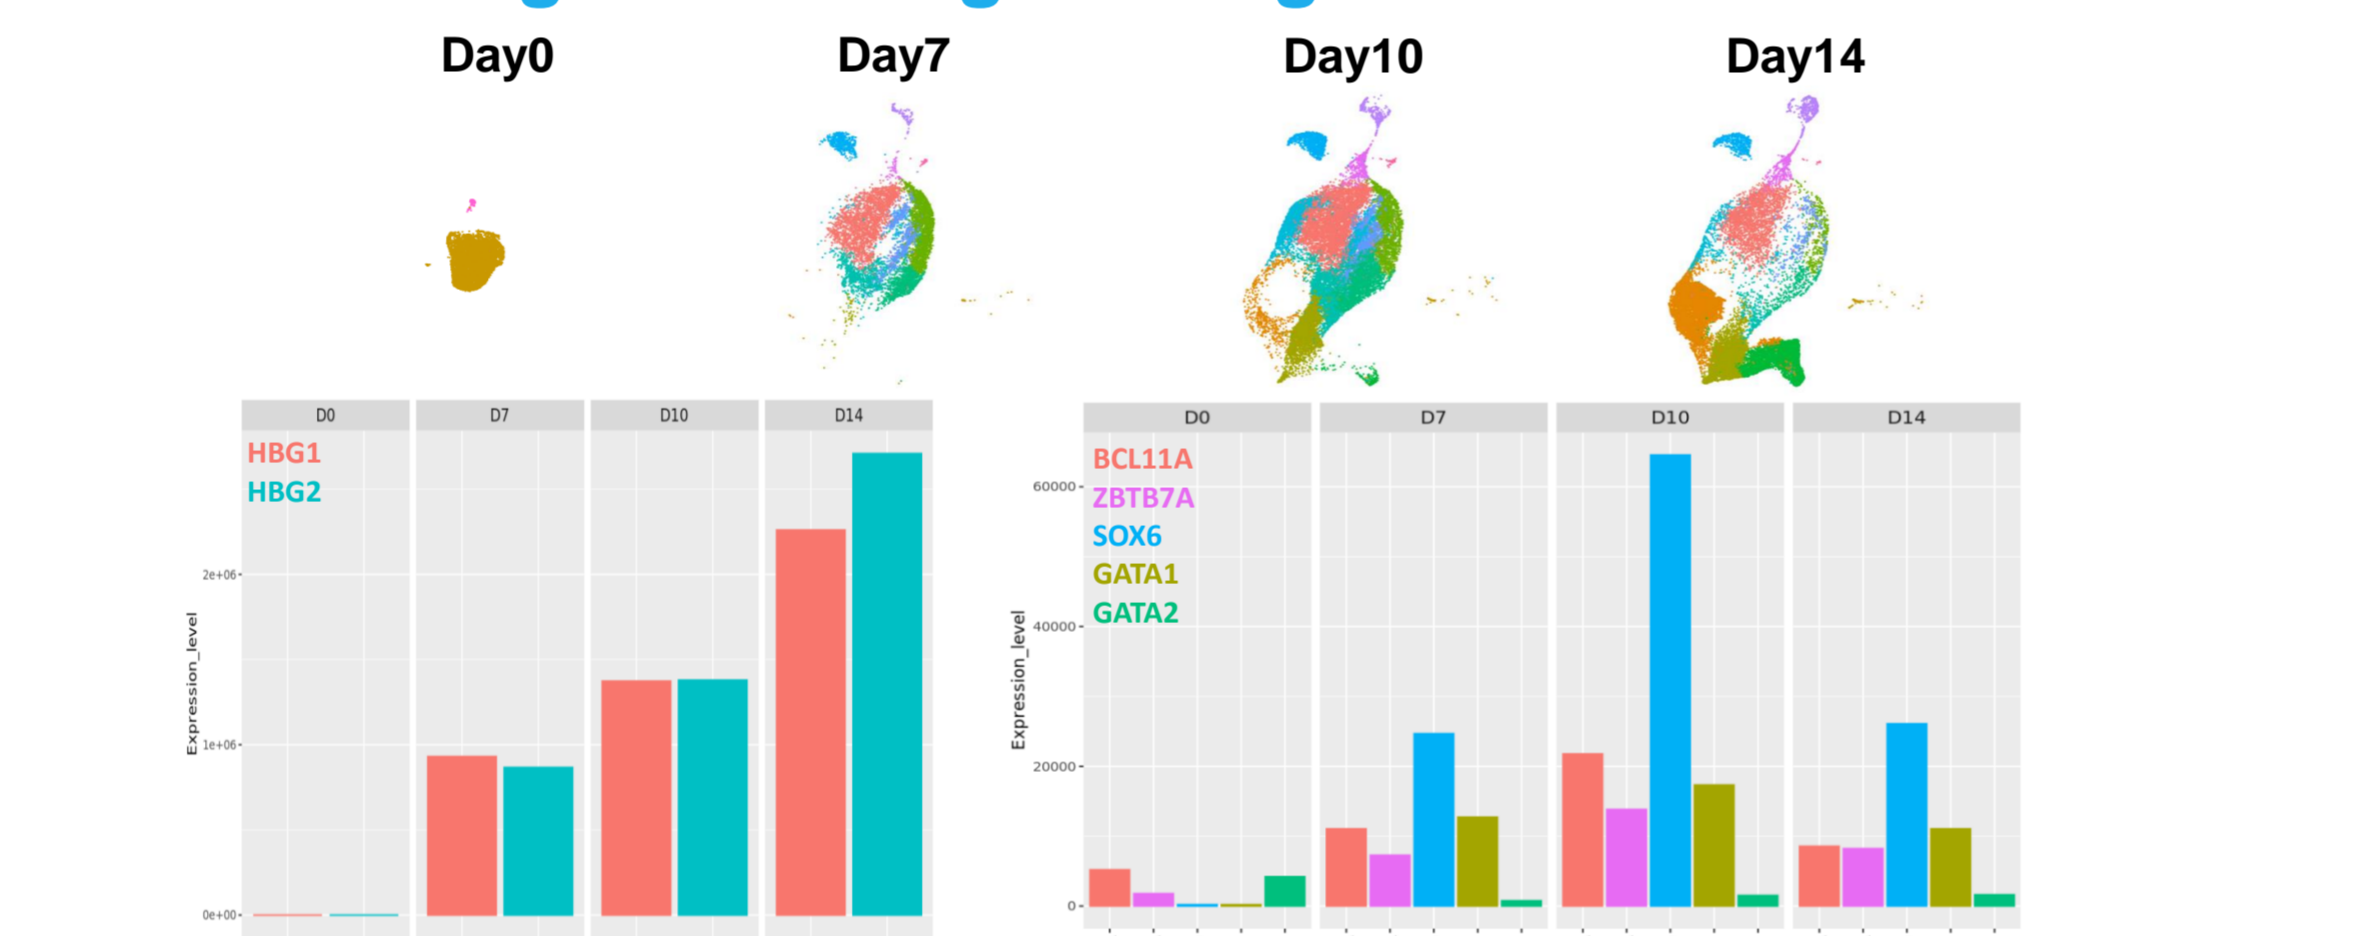 Day0
Day7
Day10
Day14
D0
D7
D10
D14
HBG1
HBG2
2e+06
1e+06
0e+00
Expression_level
D0
D7
D10
D14
BCL11A
ZBTB7A
SOX6
GATA1
GATA2
60000
40000
20000
0
Expression_level